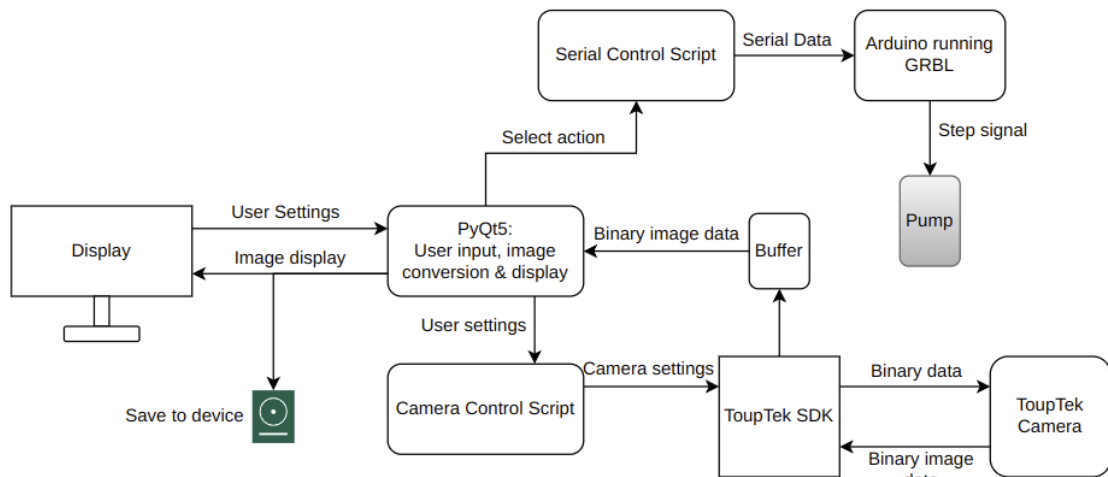 Serial Control Script
Serial Data
Arduino running
GRBL
Select action
Step signal
Display
User Settings
Image display
PyQt5:
User input, image
conversion & display
Binary image data
Buffer
Pump
User settings
Save to device
Camera Control Script
Camera settings
ToupTek SDK
Binary data
ToupTek
Camera
Binary image